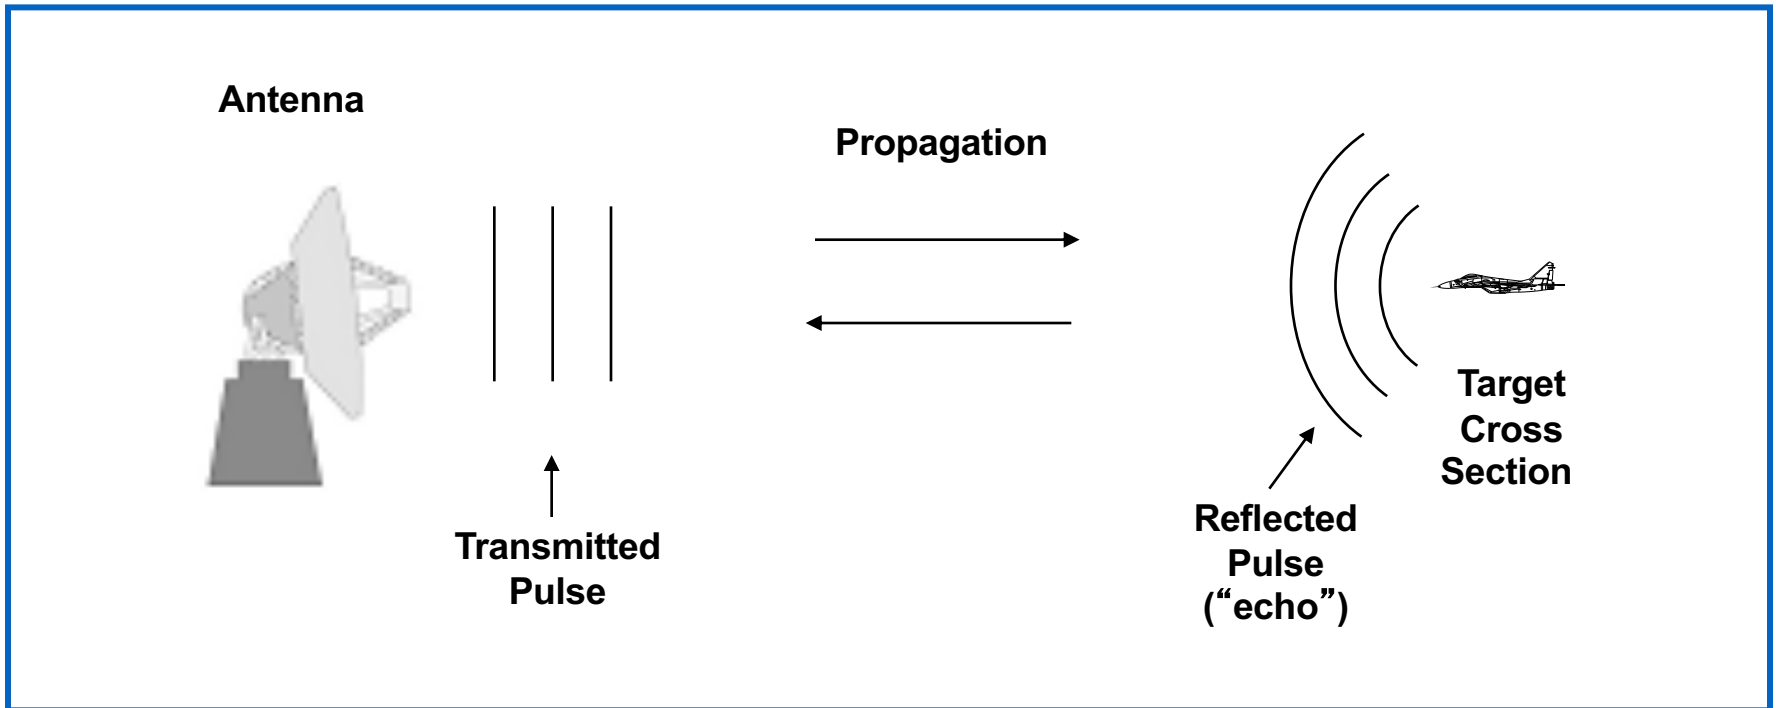 Antenna
Propagation
Target
Cross
Section
Reflected
Pulse
(“echo”)
Transmitted
Pulse